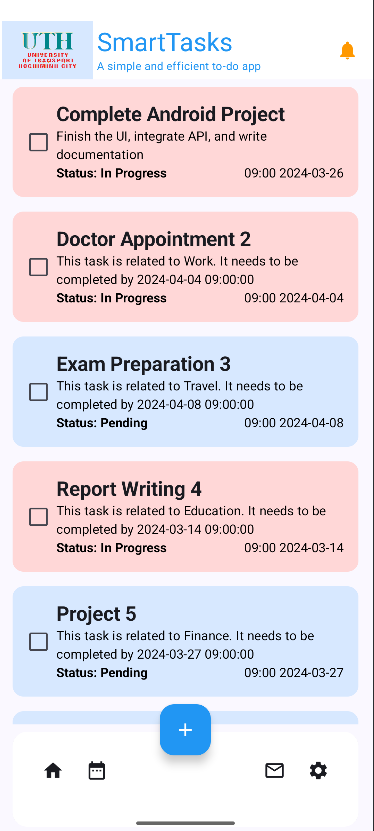 UTH
UNIVERSITY
OF TRANSPORT
HOCHIMINH CITY
SmartTasks
A simple and efficient to-do app
Complete Android Project
Finish the UI, integrate API, and write
documentation
Status: In Progress 09:00 2024-03-26
Doctor Appointment 2
This task is related to Work. It needs to be
completed by 2024-04-04 09:00:00
Status: In Progress 09:00 2024-04-04
Exam Preparation 3
This task is related to Travel. It needs to be
completed by 2024-04-08 09:00:00
Status: Pending 09:00 2024-04-08
Report Writing 4
This task is related to Education. It needs to be
completed by 2024-03-14 09:00:00
Status: In Progress 09:00 2024-03-14
Project 5
This task is related to Finance. It needs to be
completed by 2024-03-27 09:00:00
Status: Pending 09:00 2024-03-27